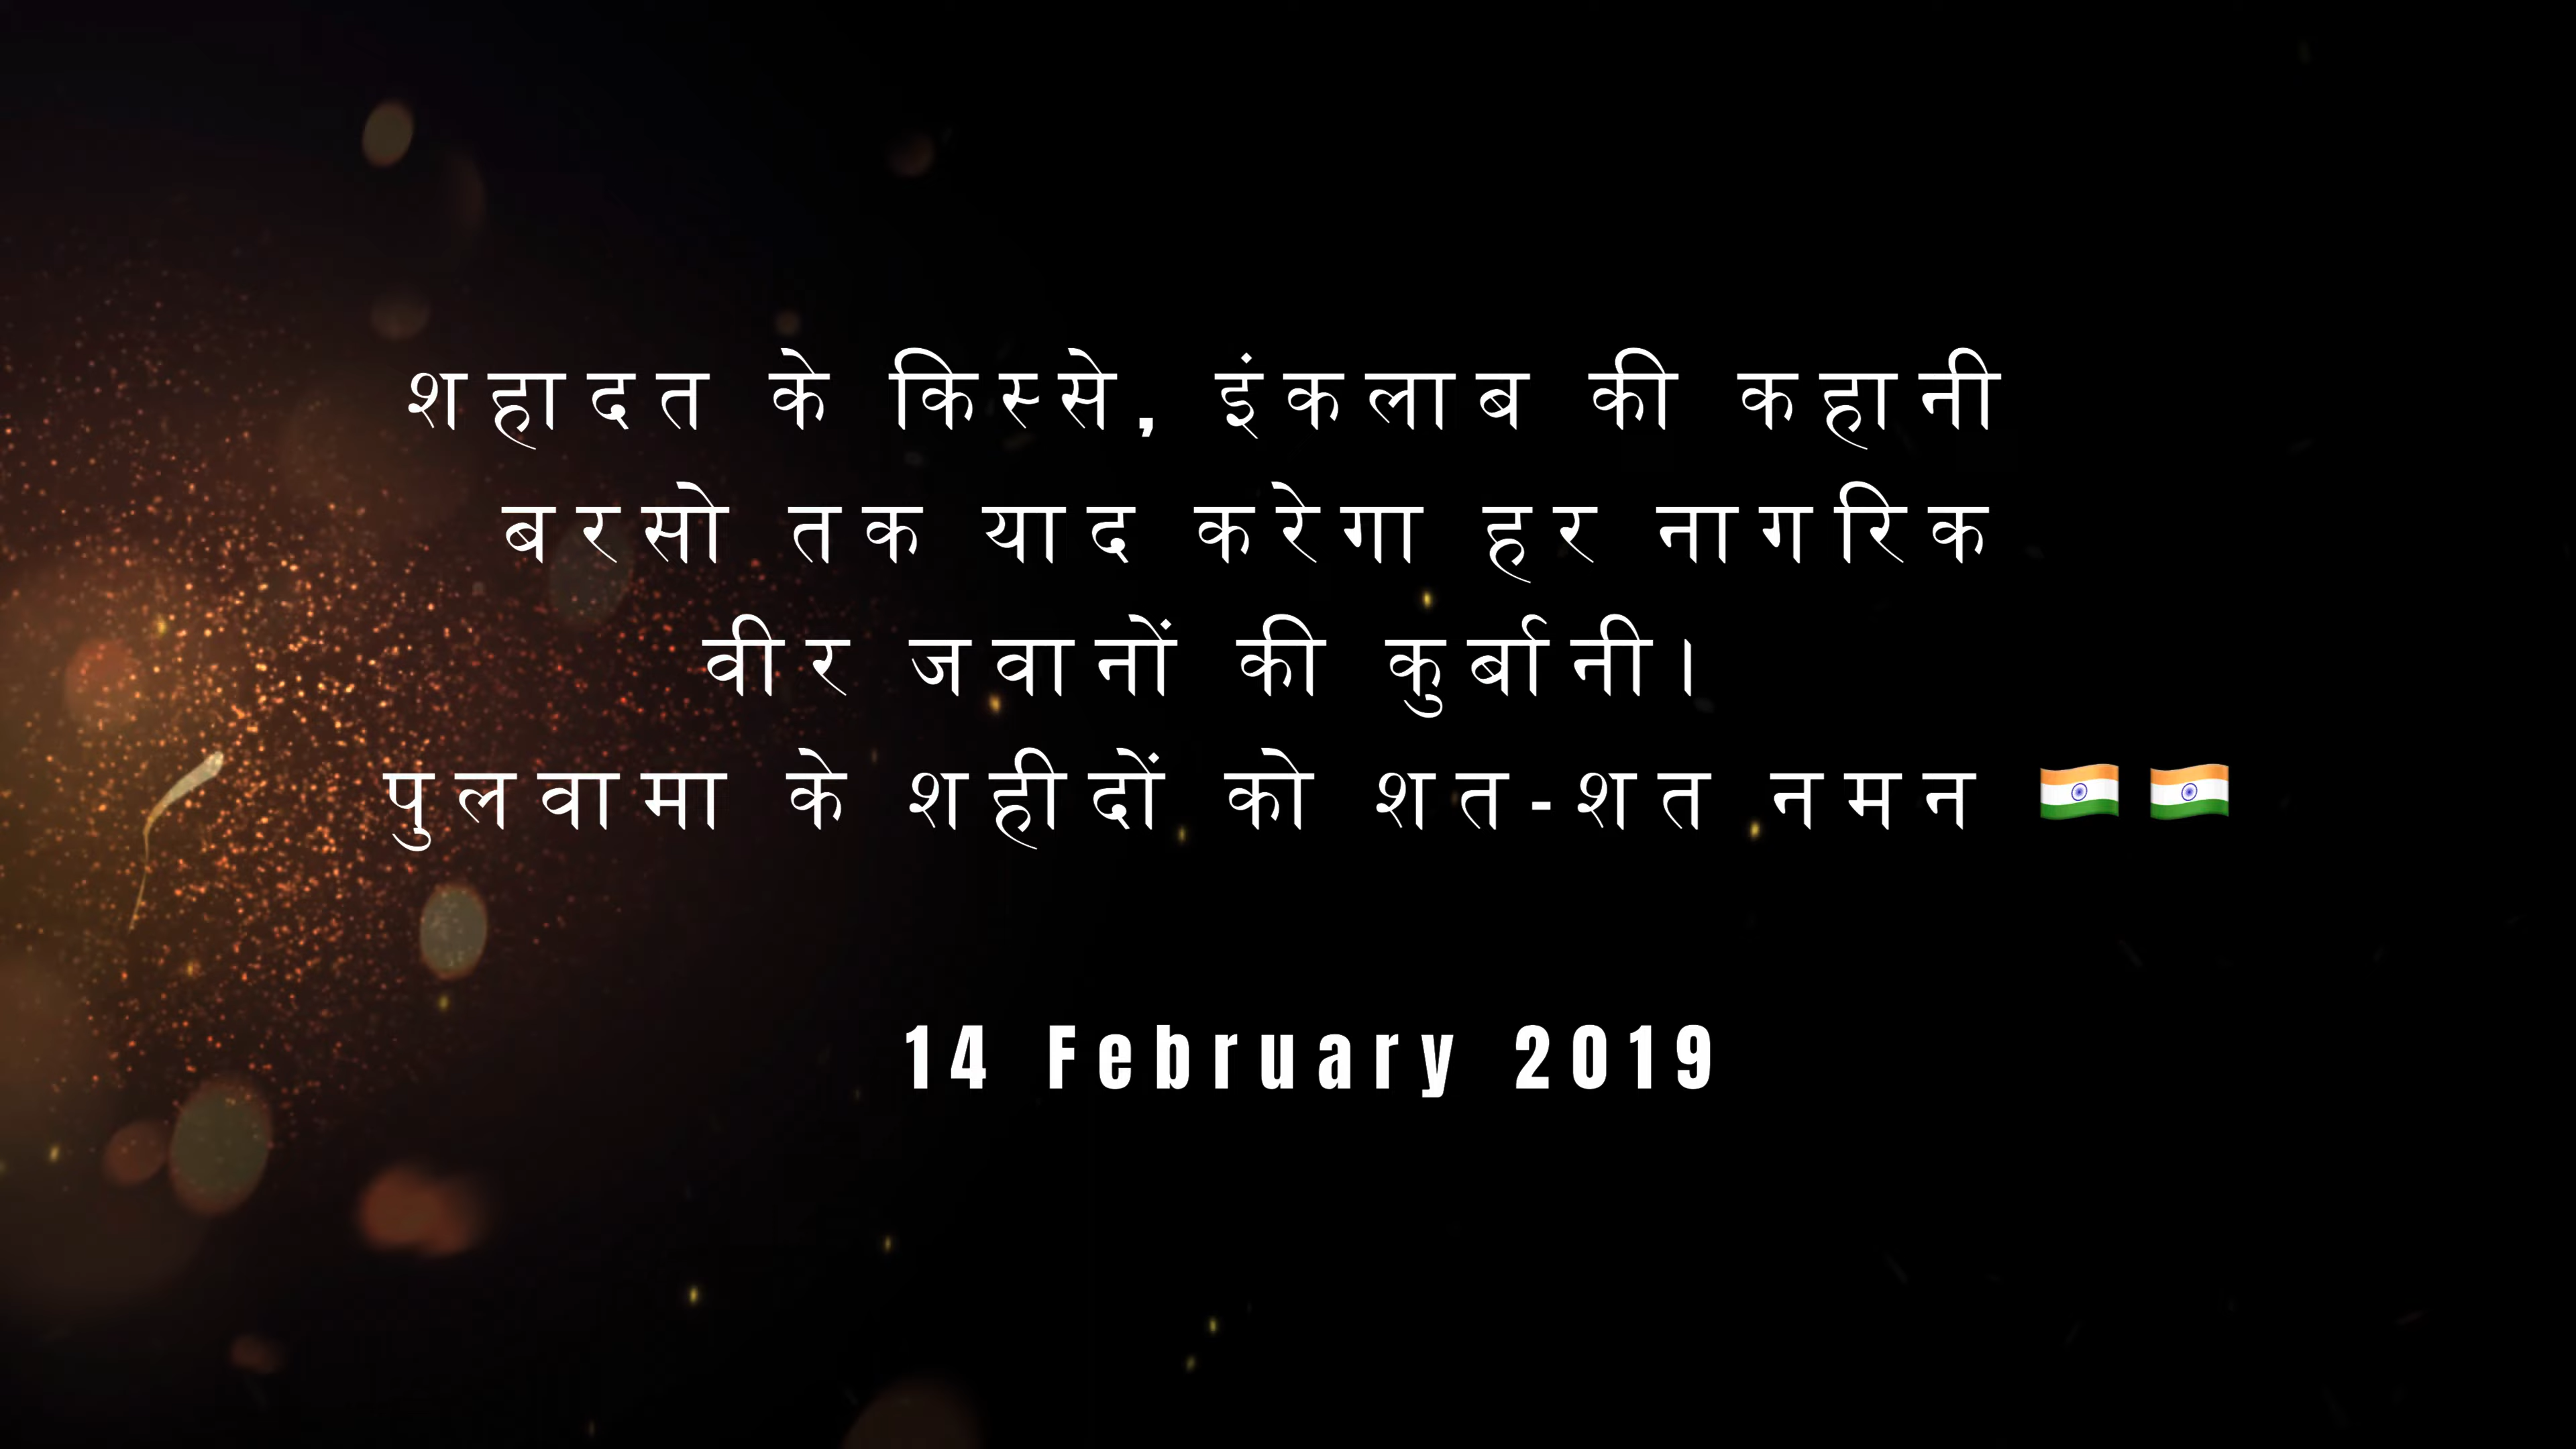 शहादत के किस्से, इंकलाब की कहानी
बरसो तक याद करेगा हर नागरिक
वीर जवानों की कुर्बानी।
पुलवामा के शहीदों को शत-शत नमन 🇮🇳🇮🇳
14 February 2019